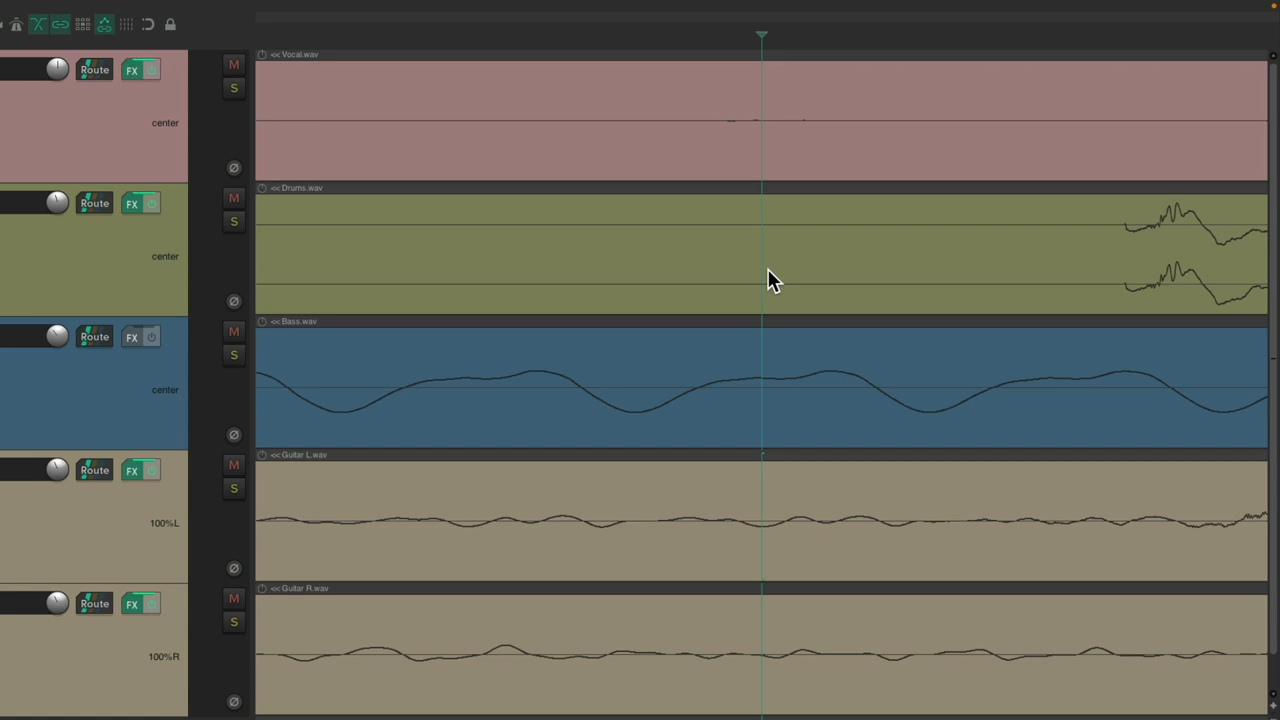 << Vocal.wav
Route FX M
S
center
<< Drums.wav
Route FX M
S
center
<< Bass.wav
Route FX M
S
center
<< Guitar L.wav
Route FX M
S
100%L
<< Guitar R.wav
Route FX M
S
100%R